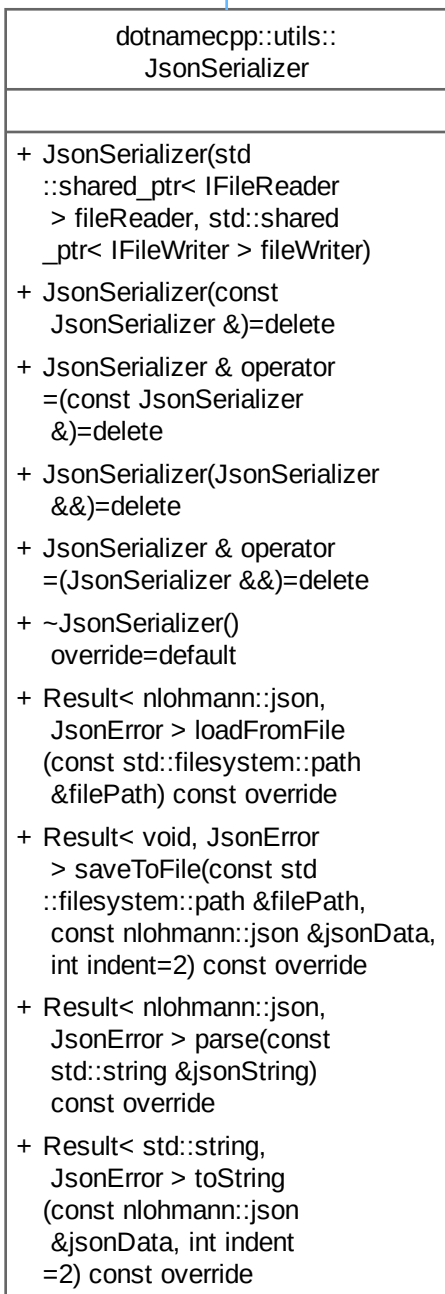 dotnamecpp::utils::
JsonSerializer
+ JsonSerializer(std
::shared_ptr< IFileReader
> fileReader, std::shared
_ptr< IFileWriter > fileWriter)
+ JsonSerializer(const
JsonSerializer &)=delete
+ JsonSerializer & operator
=(const JsonSerializer
&)=delete
+ JsonSerializer(JsonSerializer
&&)=delete
+ JsonSerializer & operator
=(JsonSerializer &&)=delete
+ ~JsonSerializer()
override=default
+ Result< nlohmann::json,
JsonError > loadFromFile
(const std::filesystem::path
&filePath) const override
+ Result< void, JsonError
> saveToFile(const std
::filesystem::path &filePath,
const nlohmann::json &jsonData,
int indent=2) const override
+ Result< nlohmann::json,
JsonError > parse(const
std::string &jsonString)
const override
+ Result< std::string,
JsonError > toString
(const nlohmann::json
&jsonData, int indent
=2) const override